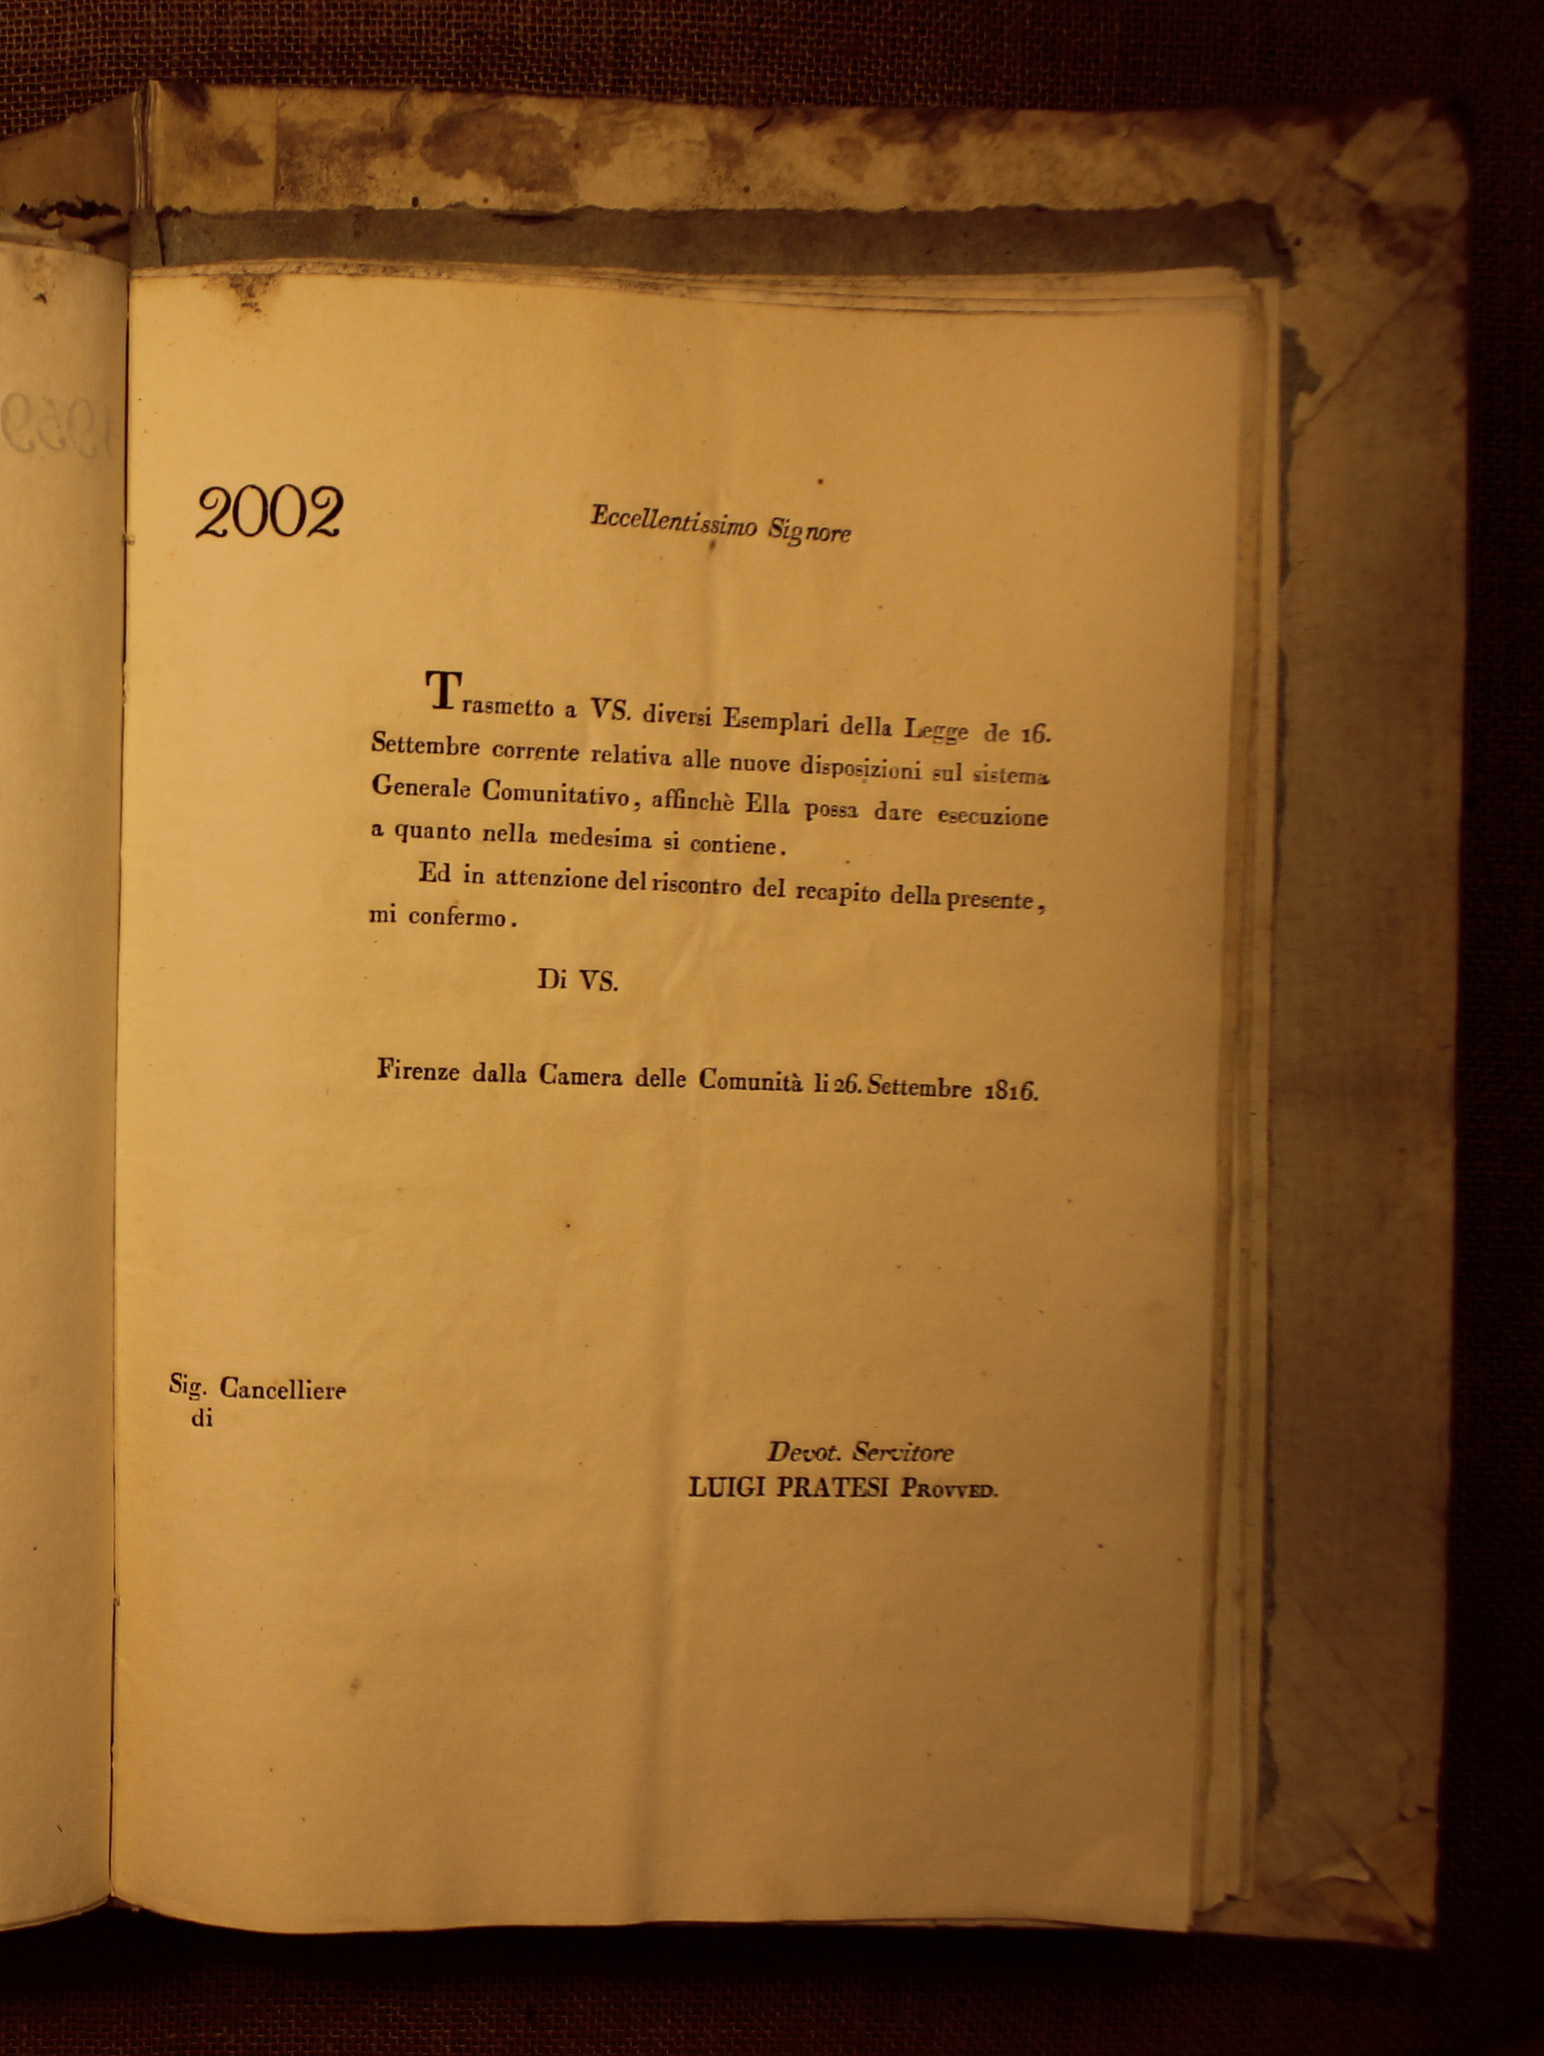 2002
Eccellentissimo Signore
Trasmetto a VS. diversi Esemplari della Legge de 16.
Settembre corrente relativa alle nuove disposizioni sul sistema
Generale Comunitativo, affinchè Ella possa dare esecuzione
a quanto nella medesima si contiene.
Ed in attenzione del riscontro del recapito della presente,
mi confermo.
Di VS.
Firenze dalla Camera delle Comunità li 26. Settembre 1816.
Sig. Cancelliere
di
Devot. Servitore
LUIGI PRATESI PROVVED.